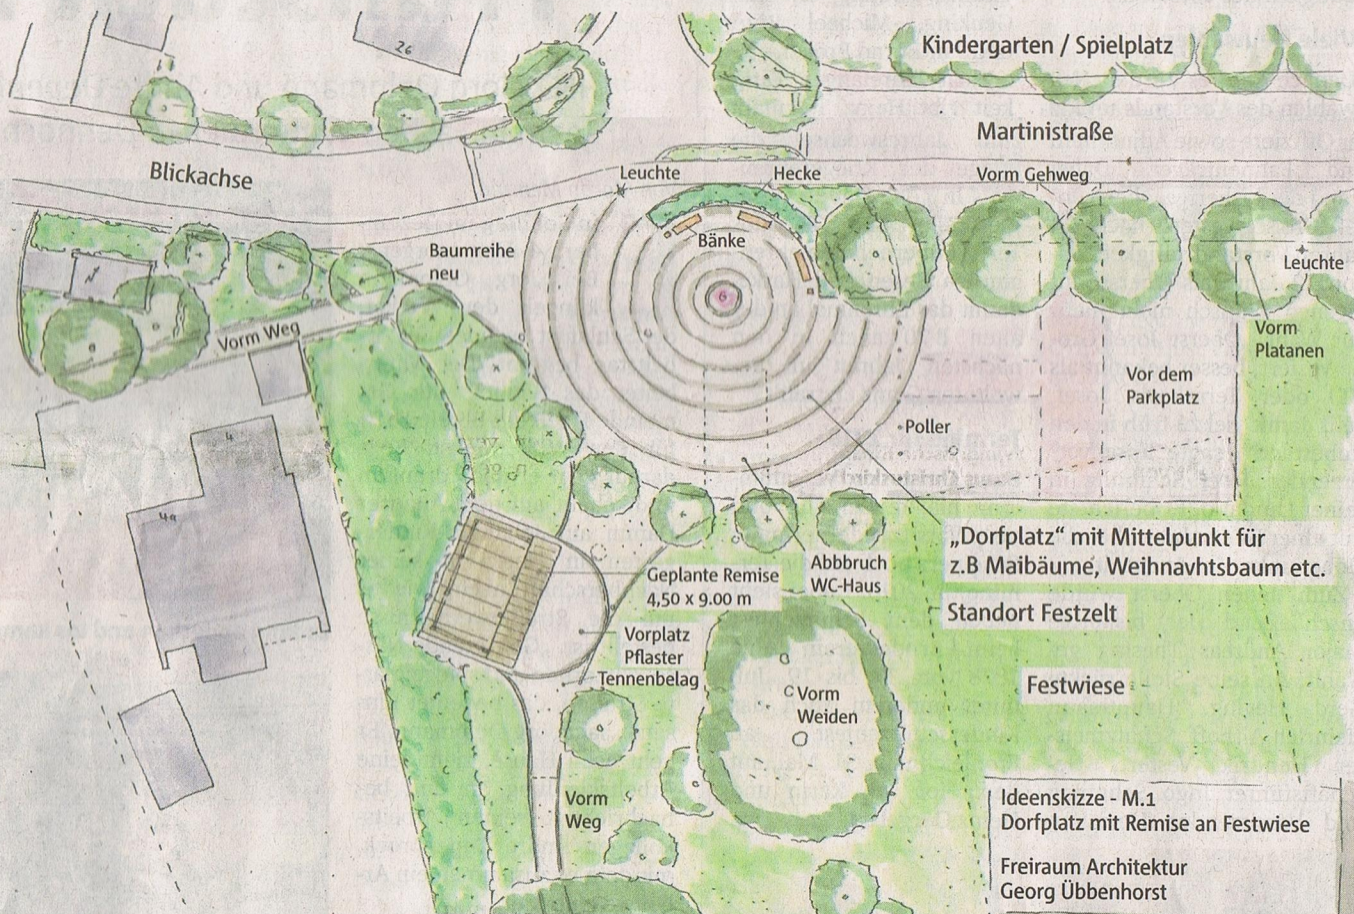 26
Kindergarten / Spielplatz
Martinistraße
Blickachse
Leuchte
Hecke
Vorm Gehweg
Bänke
Baumreihe
neu
Leuchte
6
Vorm Weg
Vorm
Platanen
Vor dem
Parkplatz
Poller
4
4a
„Dorfplatz“ mit Mittelpunkt für
z.B Maibäume, Weihnavhtsbaum etc.
Abbbruch
WC-Haus
Geplante Remise
4,50 x 9.00 m
Standort Festzelt
Vorplatz
Pflaster
Tennenbelag
Festwiese
Vorm
Weiden
Vorm
Weg
Ideenskizze - M.1
Dorfplatz mit Remise an Festwiese
Freiraum Architektur
Georg Übbenhorst